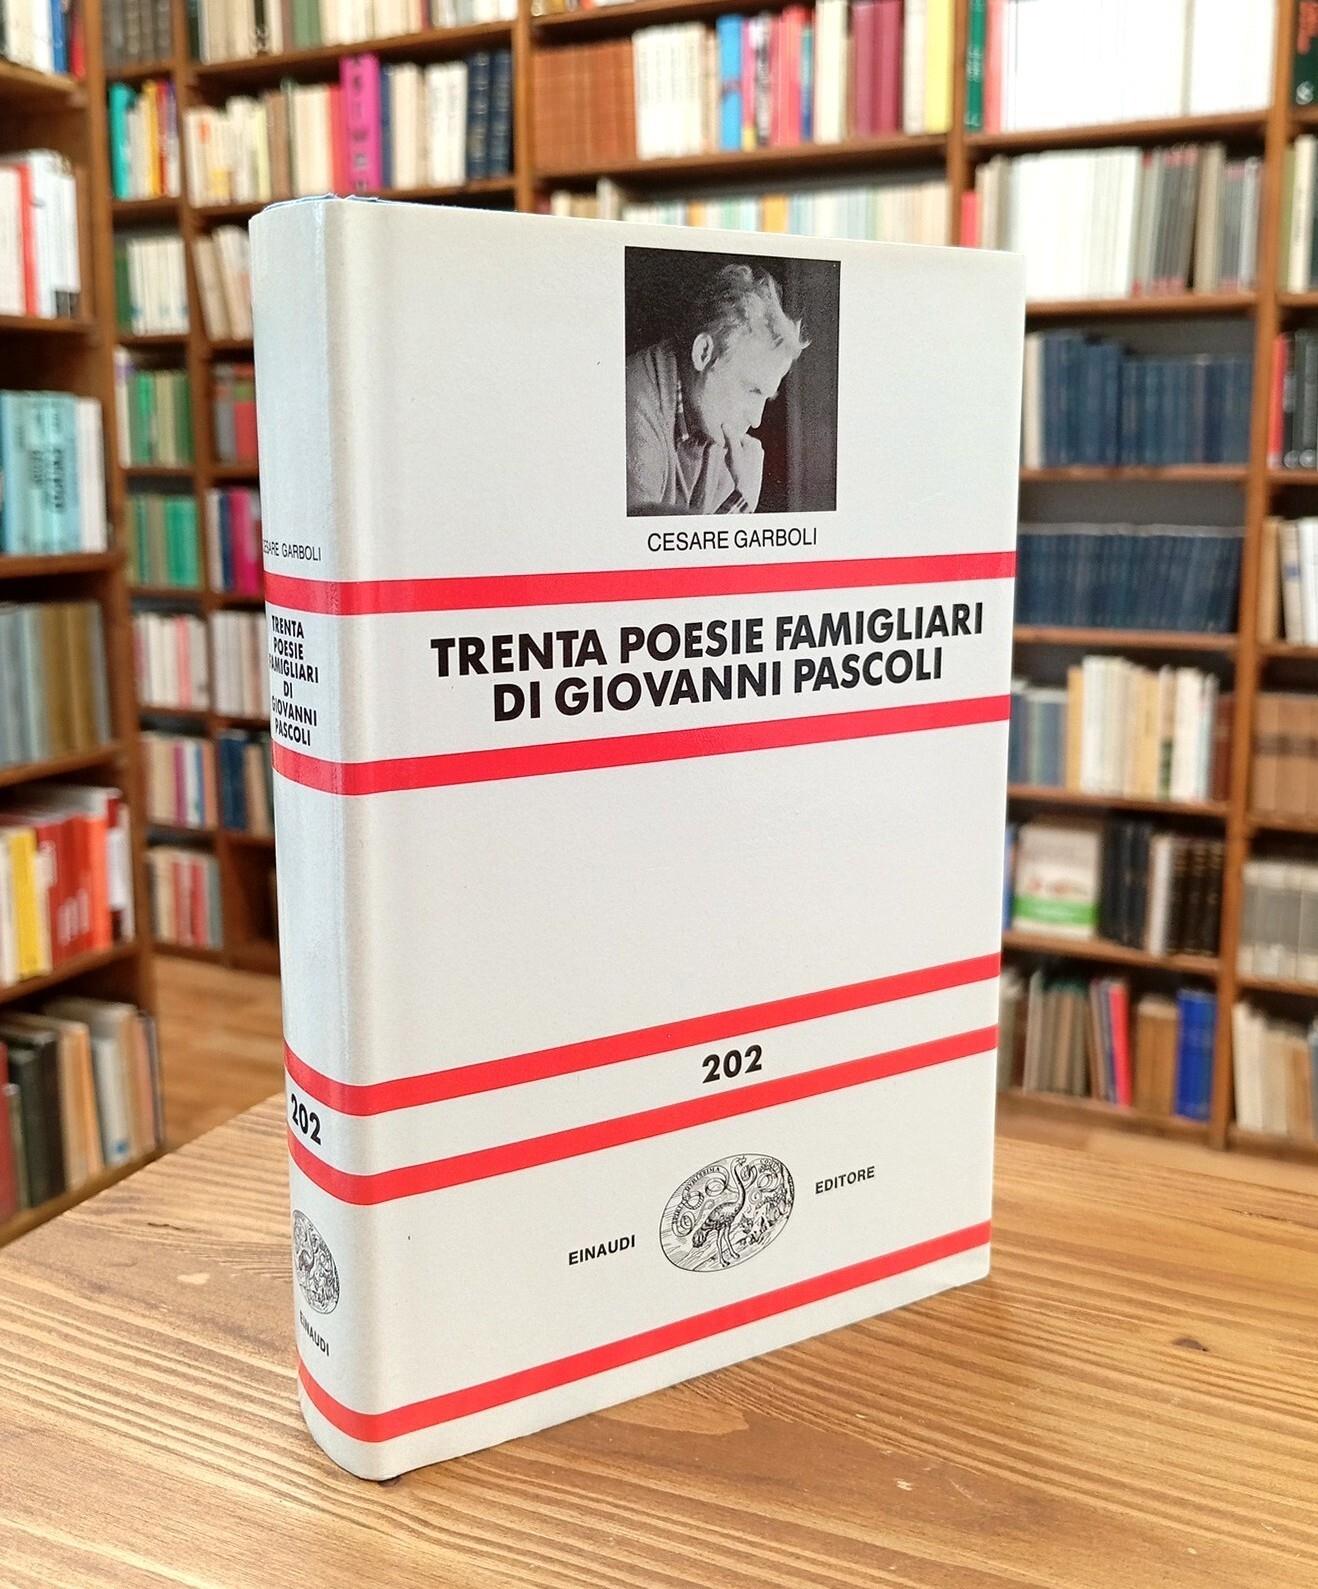 CESARE GARBOLI
TRENTA POESIE FAMIGLIARI
DI GIOVANNI PASCOLI
202
EINAUDI
EDITORE
CESARE GARBOLI
TRENTA
POESIE
FAMIGLIARI
DI
GIOVANNI
PASCOLI
202
EINAUDI